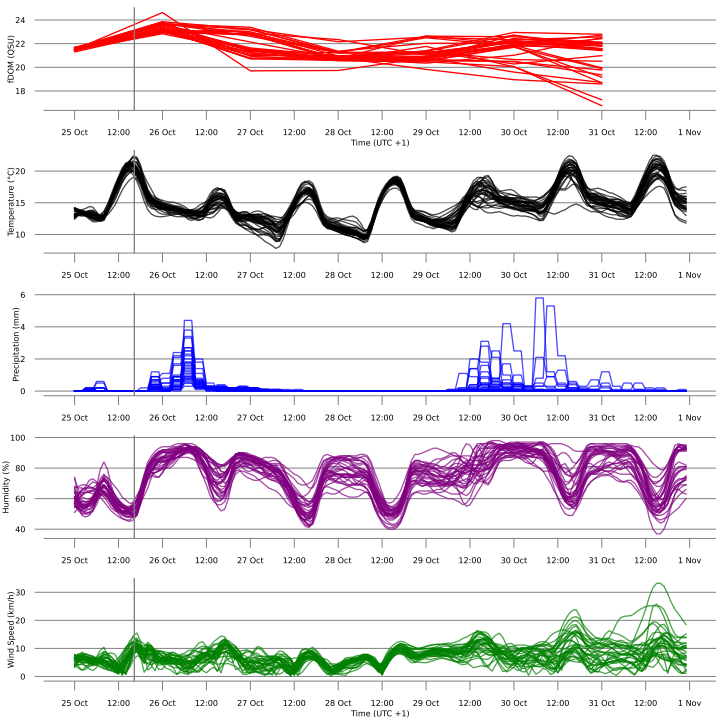 24
22
20
18
fDOM (QSU)
25 Oct 12:00 26 Oct 12:00 27 Oct 12:00 28 Oct 12:00 29 Oct 12:00 30 Oct 12:00 31 Oct 12:00 1 Nov
Time (UTC +1)
20
15
10
Temperature (°C)
25 Oct 12:00 26 Oct 12:00 27 Oct 12:00 28 Oct 12:00 29 Oct 12:00 30 Oct 12:00 31 Oct 12:00 1 Nov
6
4
2
0
Precipitation (mm)
25 Oct 12:00 26 Oct 12:00 27 Oct 12:00 28 Oct 12:00 29 Oct 12:00 30 Oct 12:00 31 Oct 12:00 1 Nov
100
80
60
40
Humidity (%)
25 Oct 12:00 26 Oct 12:00 27 Oct 12:00 28 Oct 12:00 29 Oct 12:00 30 Oct 12:00 31 Oct 12:00 1 Nov
30
20
10
0
Wind Speed (km/h)
25 Oct 12:00 26 Oct 12:00 27 Oct 12:00 28 Oct 12:00 29 Oct 12:00 30 Oct 12:00 31 Oct 12:00 1 Nov
Time (UTC +1)